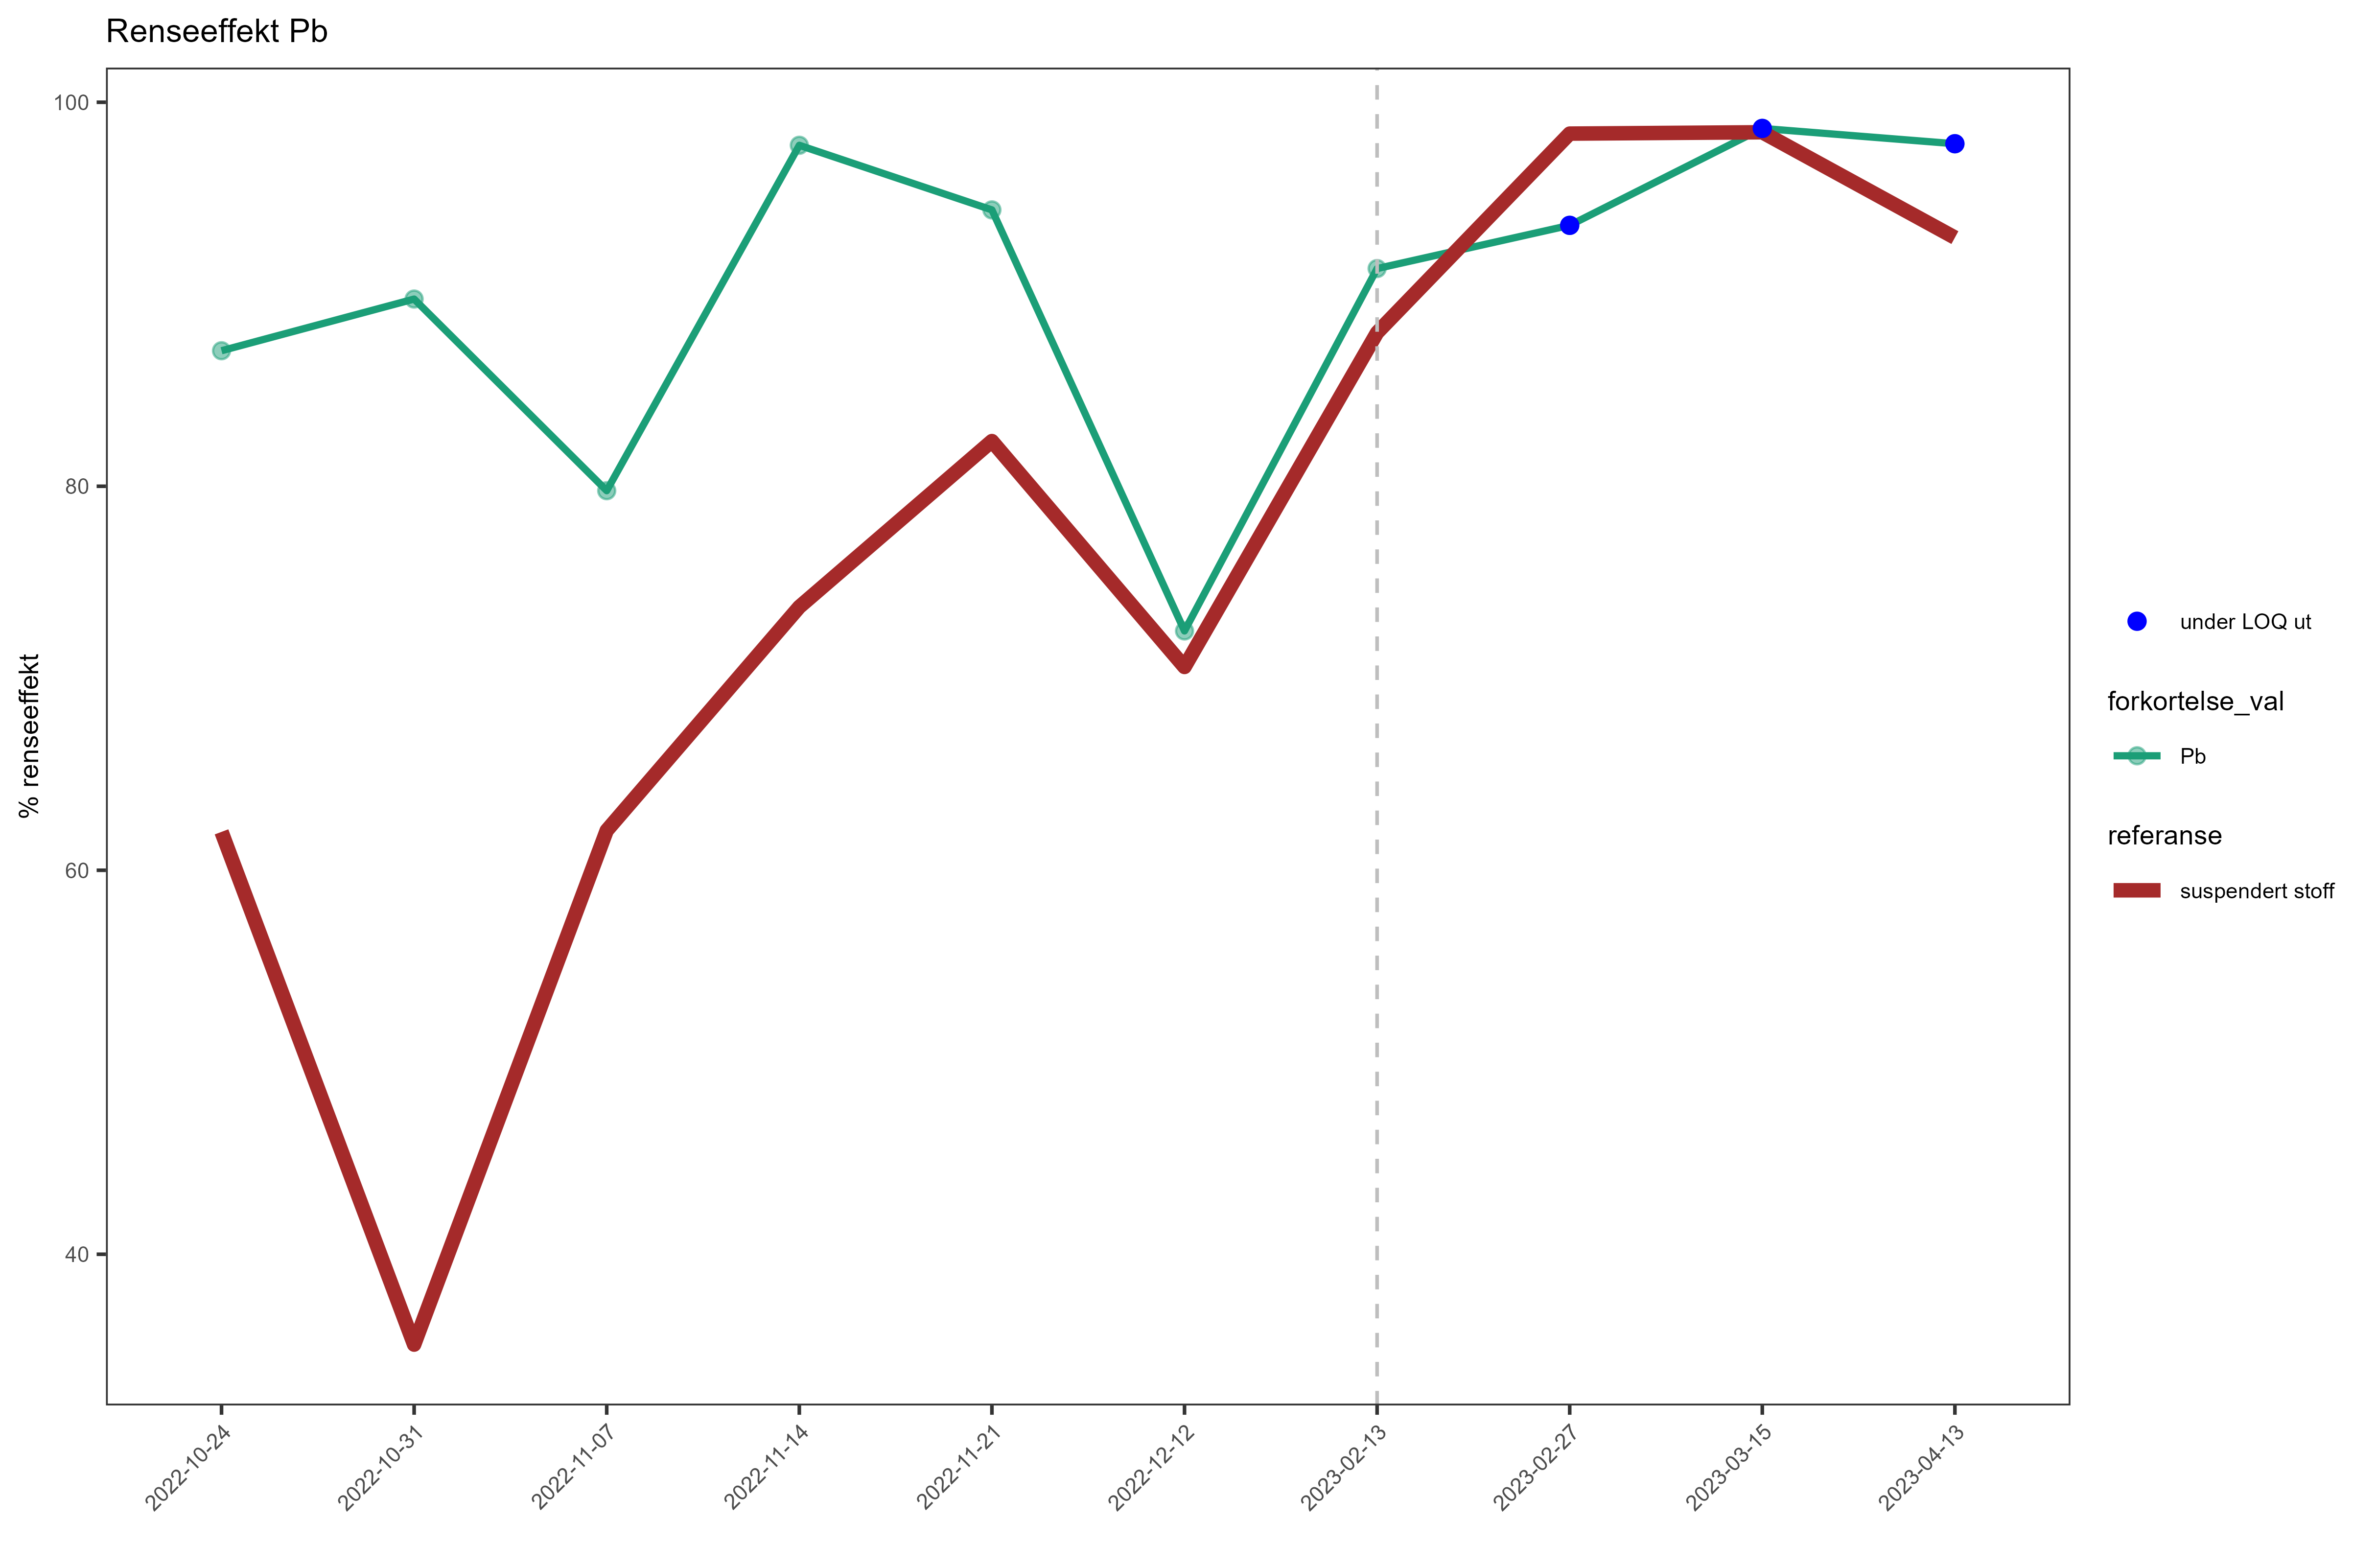 Renseeffekt Pb
% renseeffekt
100
80
60
40
2022-10-24
2022-10-31
2022-11-07
2022-11-14
2022-11-21
2022-12-12
2023-02-13
2023-02-27
2023-03-15
2023-04-13
under LOQ ut
forkortelse_val
Pb
referanse
suspendert stoff